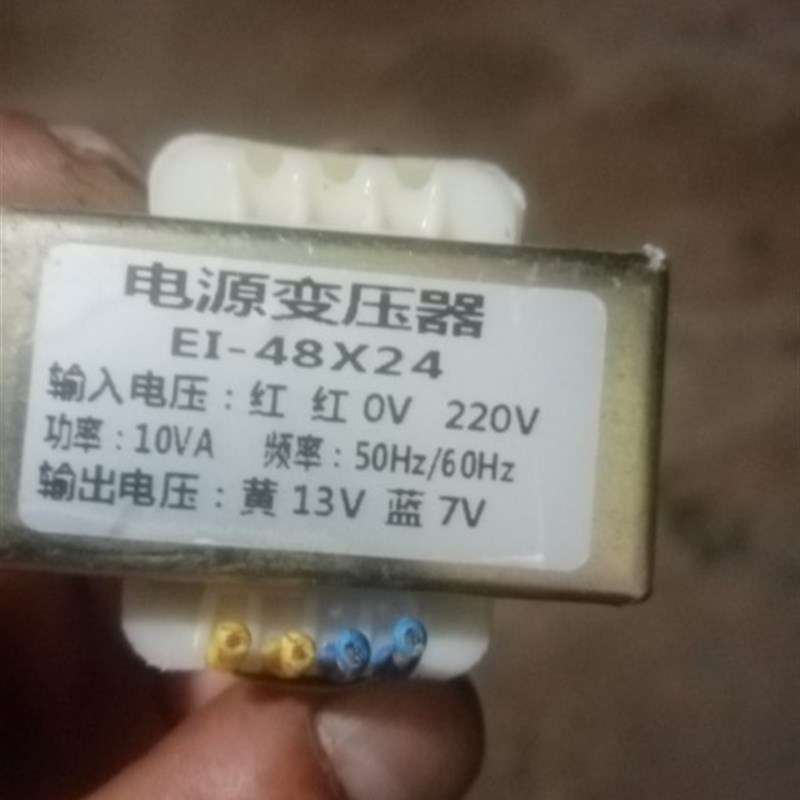 电源变压器
EI-48X24
输入电压：红 红 0V 220V
功率：10VA 频率：50Hz/60Hz
输出电压：黄 13V 蓝 7V